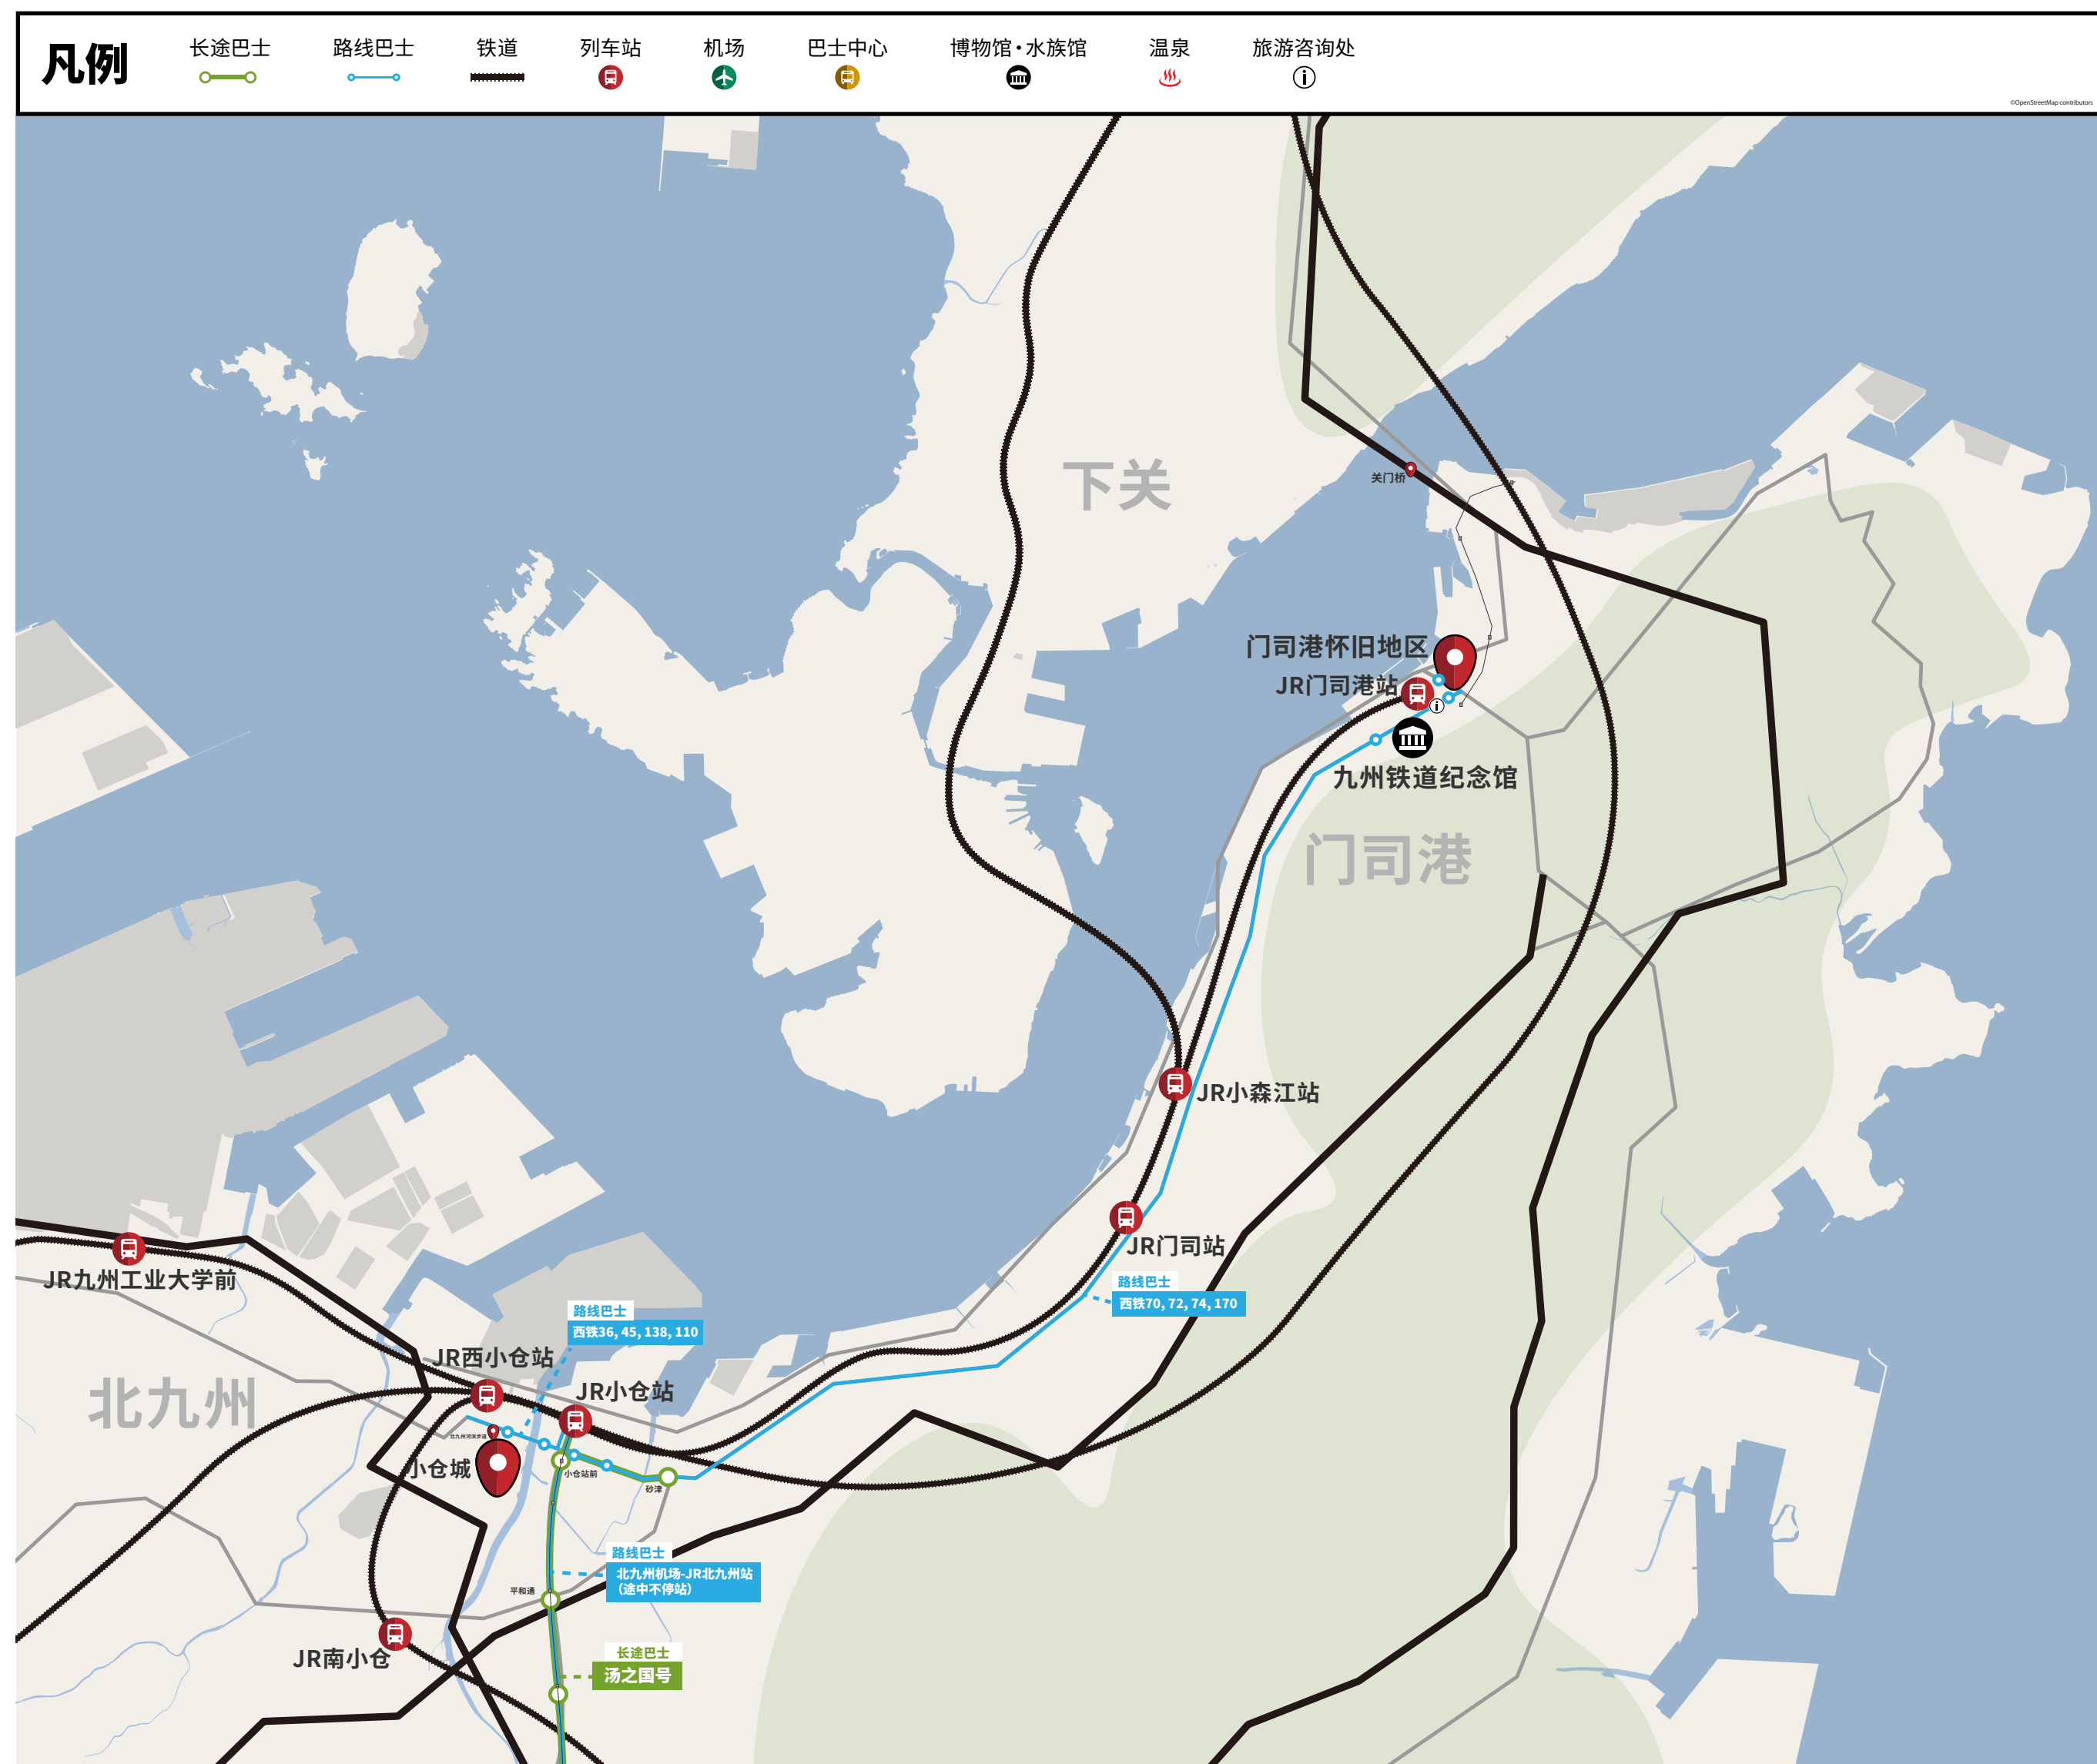 凡例
长途巴士
路线巴士
铁道
列车站
机场
巴士中心
博物馆・水族馆
温泉
旅游咨询处
©OpenStreetMap contributors
下关
关门桥
门司港怀旧地区
JR门司港站
九州铁道纪念馆
门司港
JR小森江站
JR门司站
路线巴士
西铁70, 72, 74, 170
JR九州工业大学前
路线巴士
西铁36, 45, 138, 110
JR西小仓站
JR小仓站
北九州
北九州河滨步道
小仓城
小仓站前
砂津
路线巴士
北九州机场-JR北九州站
（途中不停站）
平和通
JR南小仓
长途巴士
汤之国号